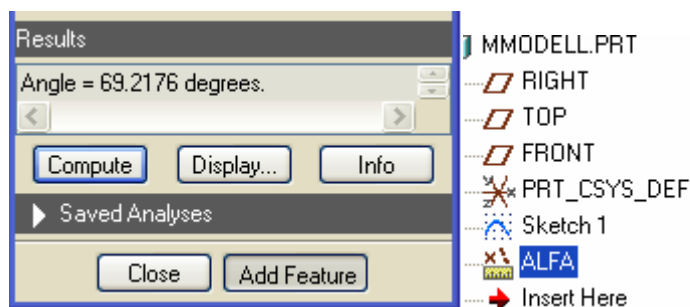 Results
Angle = 69.2176 degrees.
Compute Display... Info
Saved Analyses
Close Add Feature
MMODELL.PRT
RIGHT
TOP
FRONT
PRT_CSYS_DEF
Sketch 1
ALFA
Insert Here